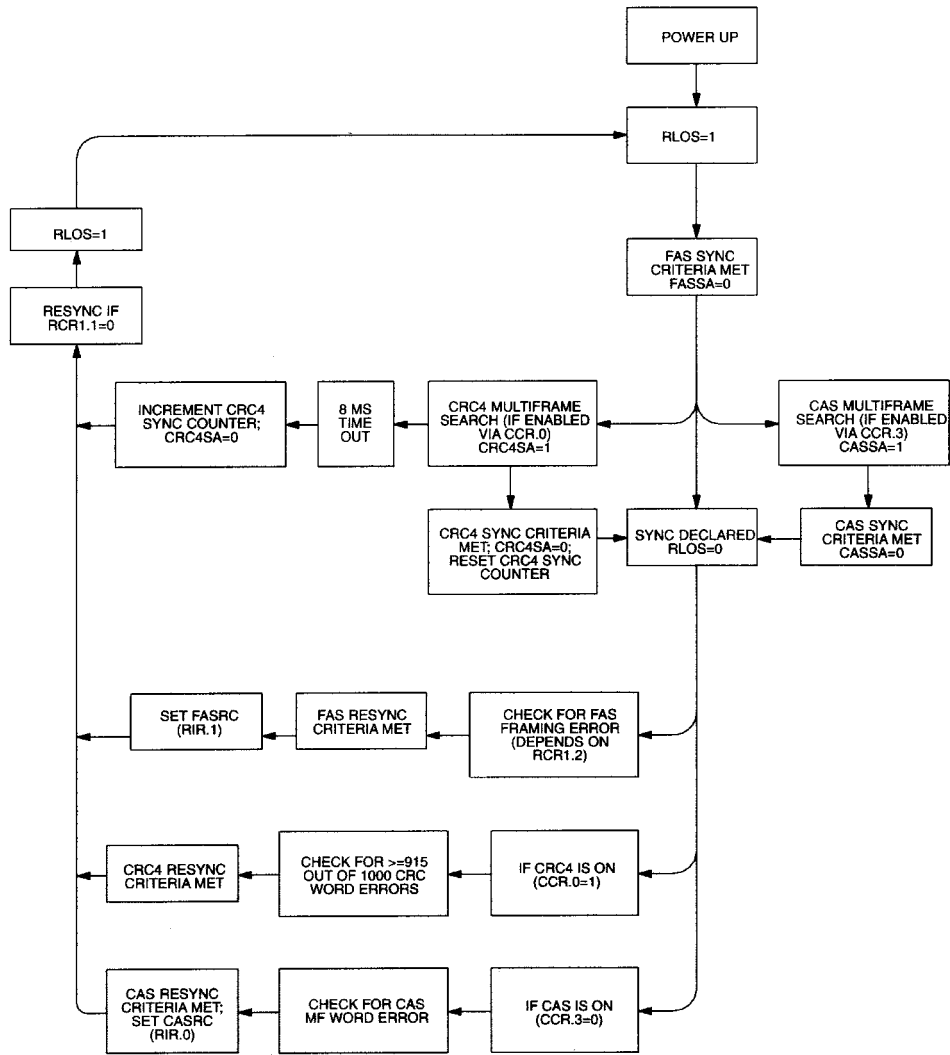 POWER UP
RLOS=1
RLOS=1
FAS SYNC
CRITERIA MET
FASSA=0
RESYNC IF
RCR1.1=0
INCREMENT CRC4
SYNC COUNTER;
CRC4SA=0
8 MS
TIME
OUT
CRC4 MULTIFRAME
SEARCH (IF ENABLED
VIA CCR.0)
CRC4SA=1
CAS MULTIFRAME
SEARCH (IF ENABLED
VIA CCR.3)
CASSA=1
CRC4 SYNC CRITERIA
MET; CRC4SA=0;
RESET CRC4 SYNC
COUNTER
SYNC DECLARED
RLOS=0
CAS SYNC
CRITERIA MET
CASSA=0
SET FASRC
(RIR.1)
FAS RESYNC
CRITERIA MET
CHECK FOR FAS
FRAMING ERROR
(DEPENDS ON
RCR1.2)
CRC4 RESYNC
CRITERIA MET
CHECK FOR >=915
OUT OF 1000 CRC
WORD ERRORS
IF CRC4 IS ON
(CCR.0=1)
CAS RESYNC
CRITERIA MET;
SET CASRC
(RIR.0)
CHECK FOR CAS
MF WORD ERROR
IF CAS IS ON
(CCR.3=0)